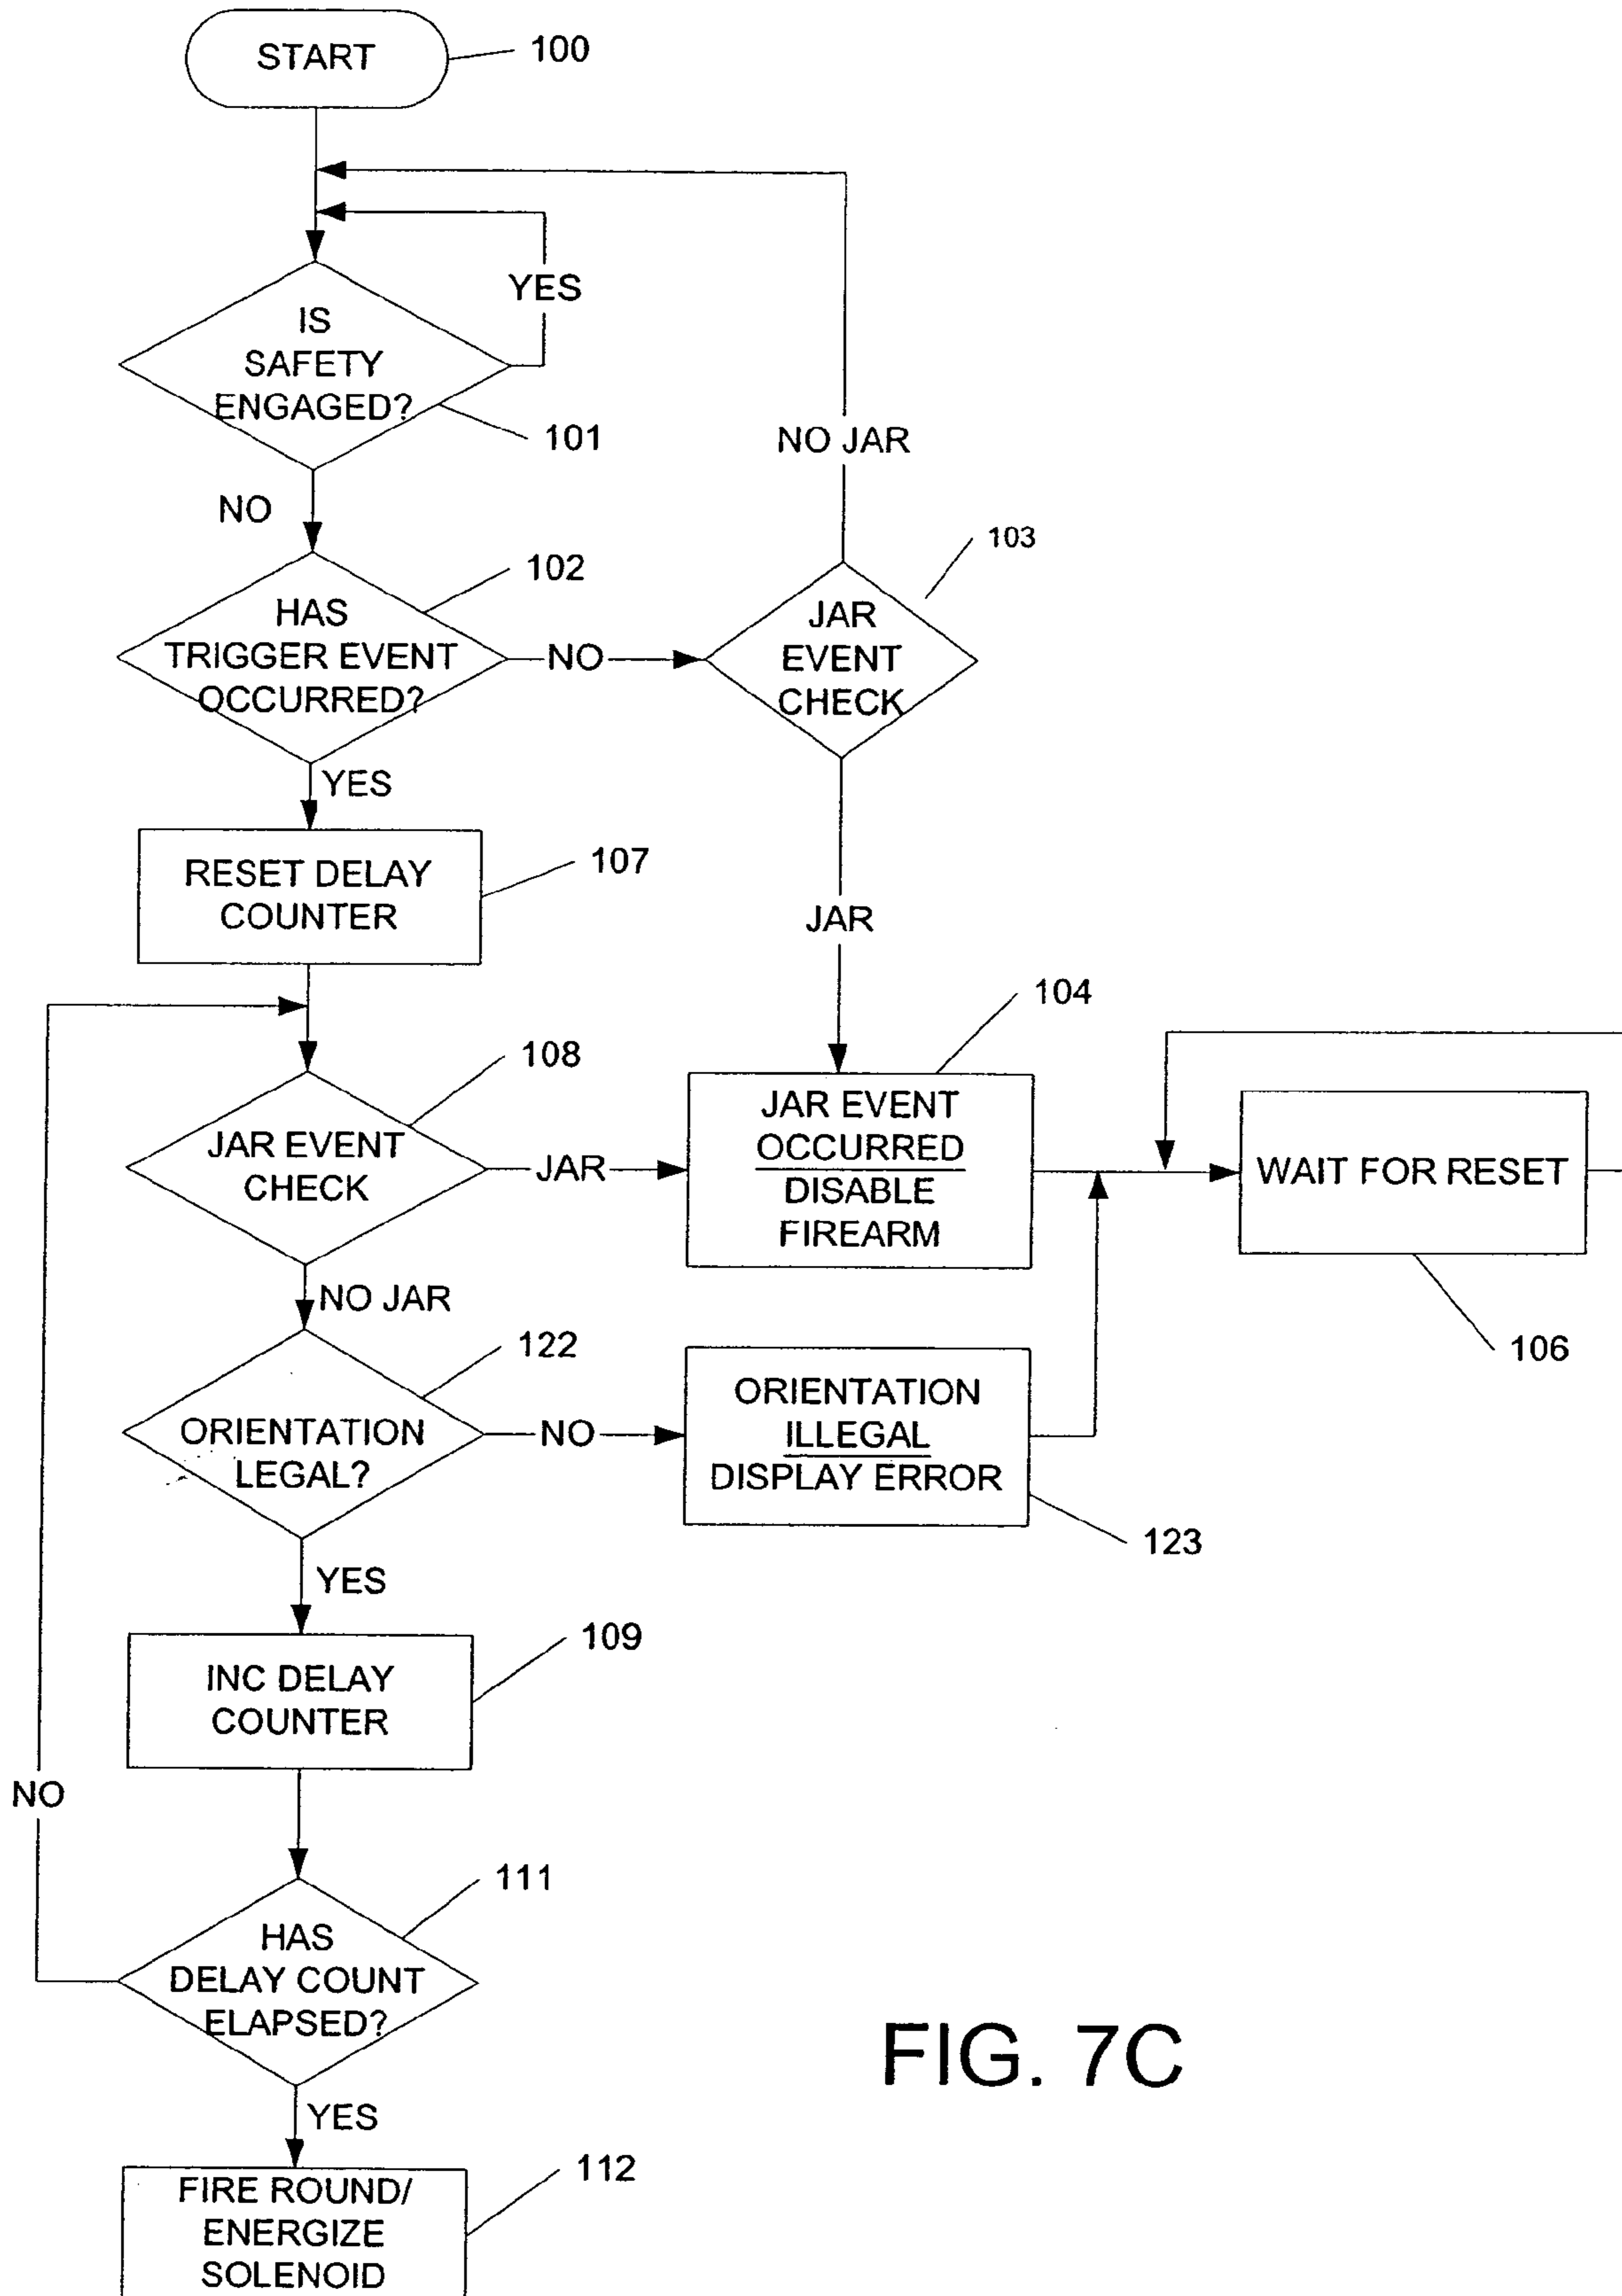 START
100
YES
IS
SAFETY
ENGAGED?
101
NO JAR
NO
103
102
HAS
TRIGGER EVENT
OCCURRED?
NO
JAR
EVENT
CHECK
YES
RESET DELAY
COUNTER
107
JAR
104
108
JAR EVENT
CHECK
JAR
JAR EVENT
OCCURRED
DISABLE
FIREARM
WAIT FOR RESET
106
NO JAR
122
ORIENTATION
LEGAL?
NO
ORIENTATION
ILLEGAL
DISPLAY ERROR
123
YES
109
INC DELAY
COUNTER
NO
111
HAS
DELAY COUNT
ELAPSED?
YES
112
FIRE ROUND/
ENERGIZE
SOLENOID
FIG. 7C